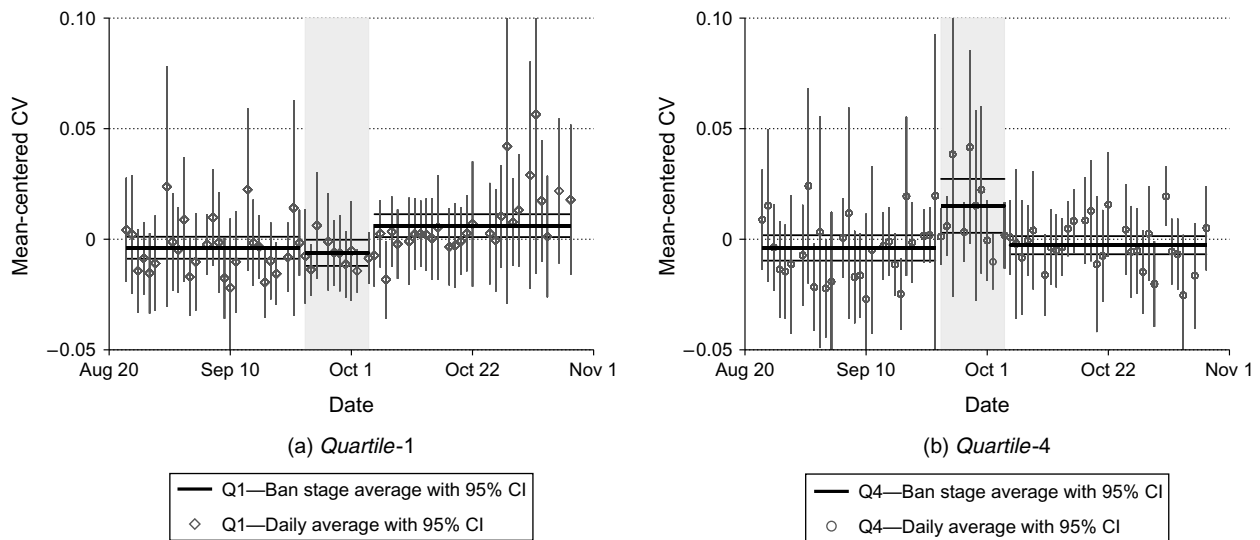 0.10
0.05
0
−0.05
Mean-centered CV
Aug 20
Sep 10
Oct 1
Oct 22
Nov 1
Date
(a) Quartile-1
Q1—Ban stage average with 95% CI
Q1—Daily average with 95% CI
0.10
0.05
0
−0.05
Mean-centered CV
Aug 20
Sep 10
Oct 1
Oct 22
Nov 1
Date
(b) Quartile-4
Q4—Ban stage average with 95% CI
Q4—Daily average with 95% CI